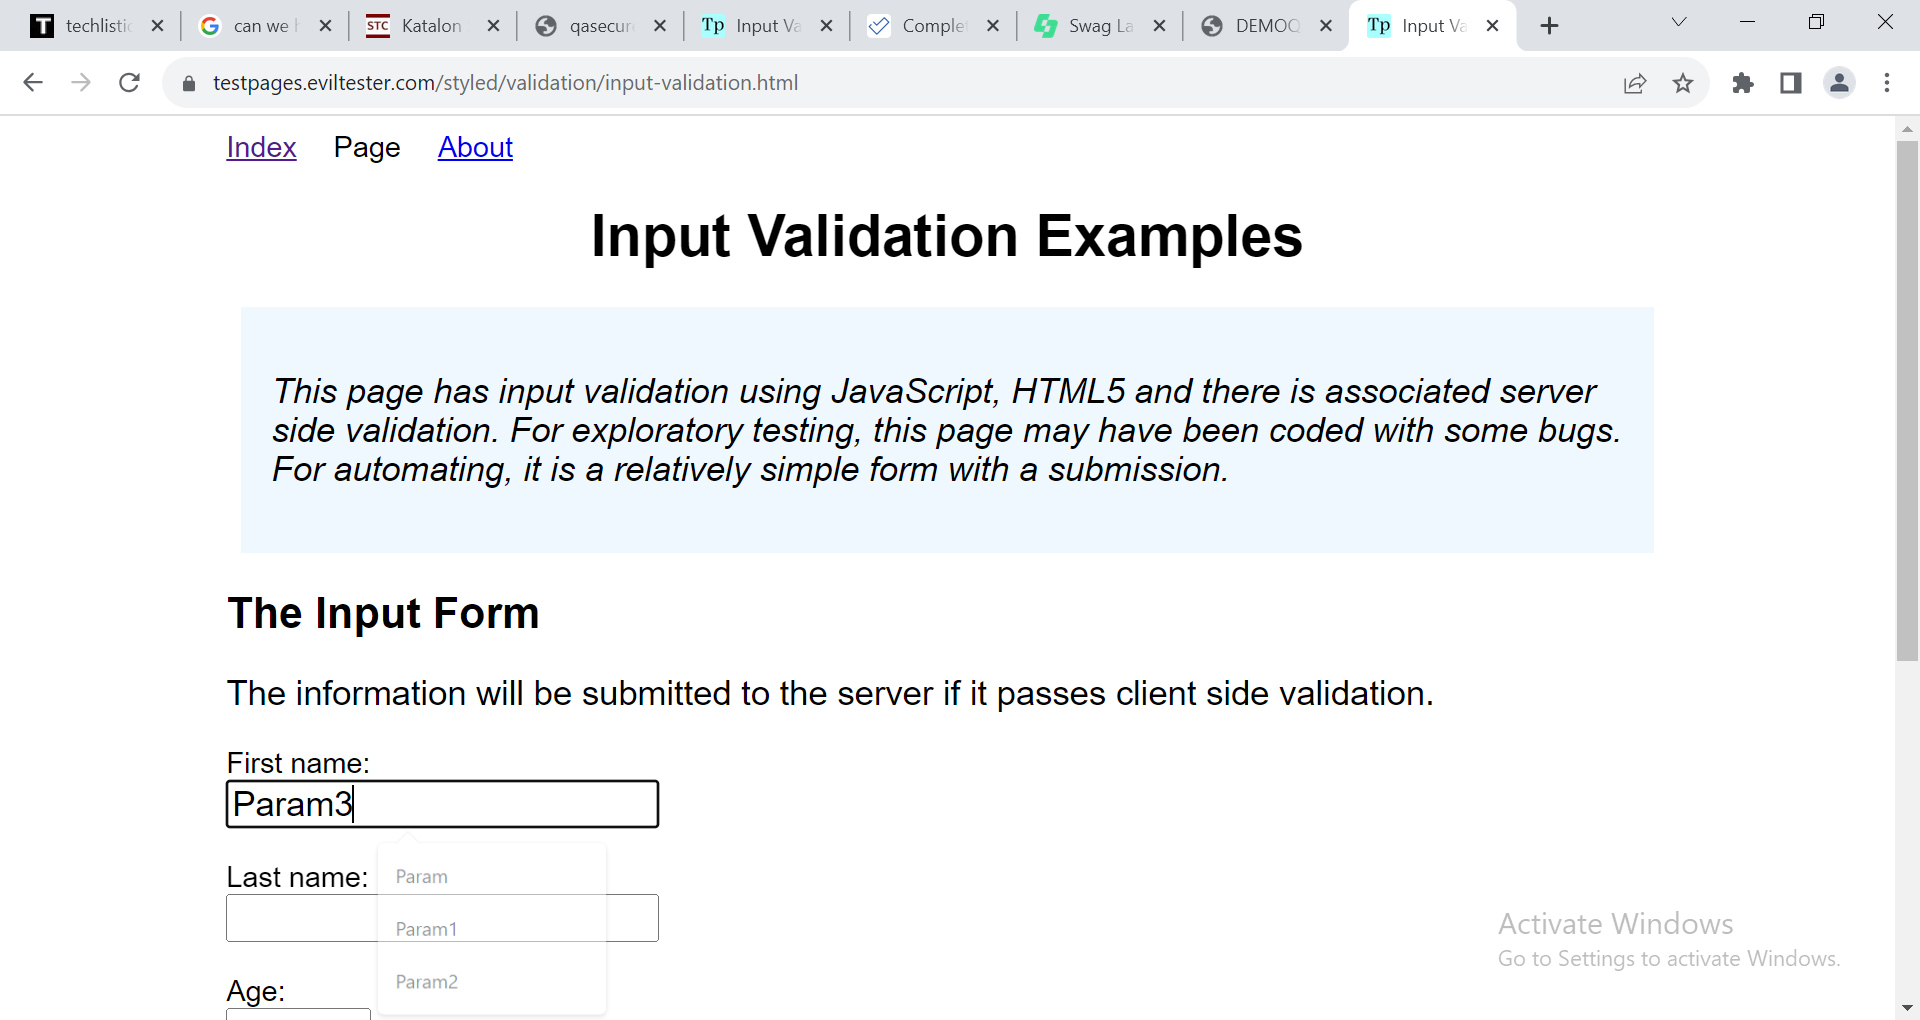 techlistic
can we h
STC Katalon
qasecure
Tp Input Va
Complet
Swag La
DEMOQ
Tp Input Va
testpages.eviltester.com/styled/validation/input-validation.html
Index Page About
Input Validation Examples
This page has input validation using JavaScript, HTML5 and there is associated server
side validation. For exploratory testing, this page may have been coded with some bugs.
For automating, it is a relatively simple form with a submission.
The Input Form
The information will be submitted to the server if it passes client side validation.
First name:
Param3
Last name:
Param
Param1
Param2
Age:
Activate Windows
Go to Settings to activate Windows.